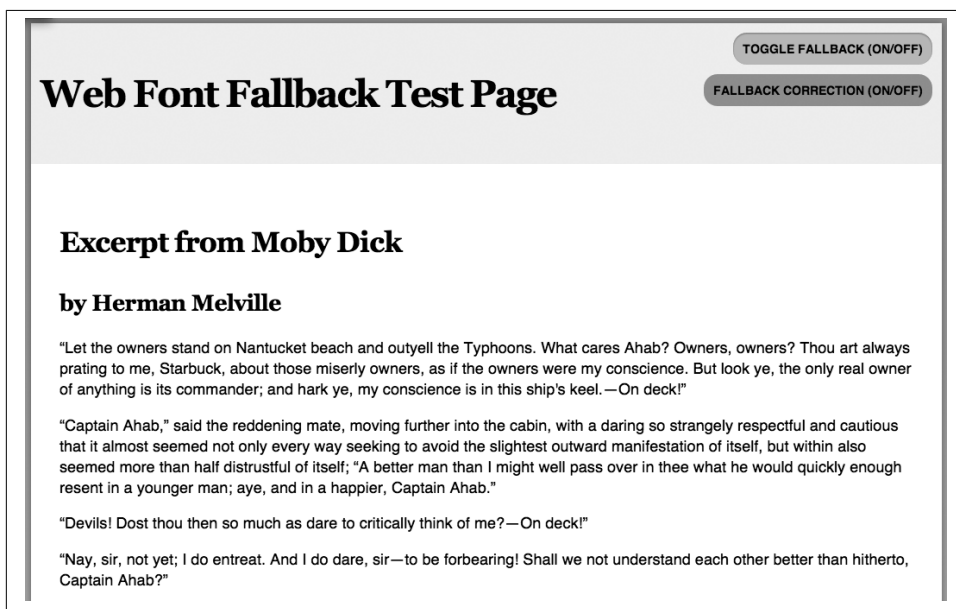 TOGGLE FALLBACK (ON/OFF)
Web Font Fallback Test Page
FALLBACK CORRECTION (ON/OFF)
Excerpt from Moby Dick
by Herman Melville
“Let the owners stand on Nantucket beach and outyell the Typhoons. What cares Ahab? Owners, owners? Thou art always
prating to me, Starbuck, about those miserly owners, as if the owners were my conscience. But look ye, the only real owner
of anything is its commander; and hark ye, my conscience is in this ship's keel.—On deck!”
“Captain Ahab,” said the reddening mate, moving further into the cabin, with a daring so strangely respectful and cautious
that it almost seemed not only every way seeking to avoid the slightest outward manifestation of itself, but within also
seemed more than half distrustful of itself; “A better man than I might well pass over in thee what he would quickly enough
resent in a younger man; aye, and in a happier, Captain Ahab.”
“Devils! Dost thou then so much as dare to critically think of me?—On deck!”
“Nay, sir, not yet; I do entreat. And I do dare, sir—to be forbearing! Shall we not understand each other better than hitherto,
Captain Ahab?”